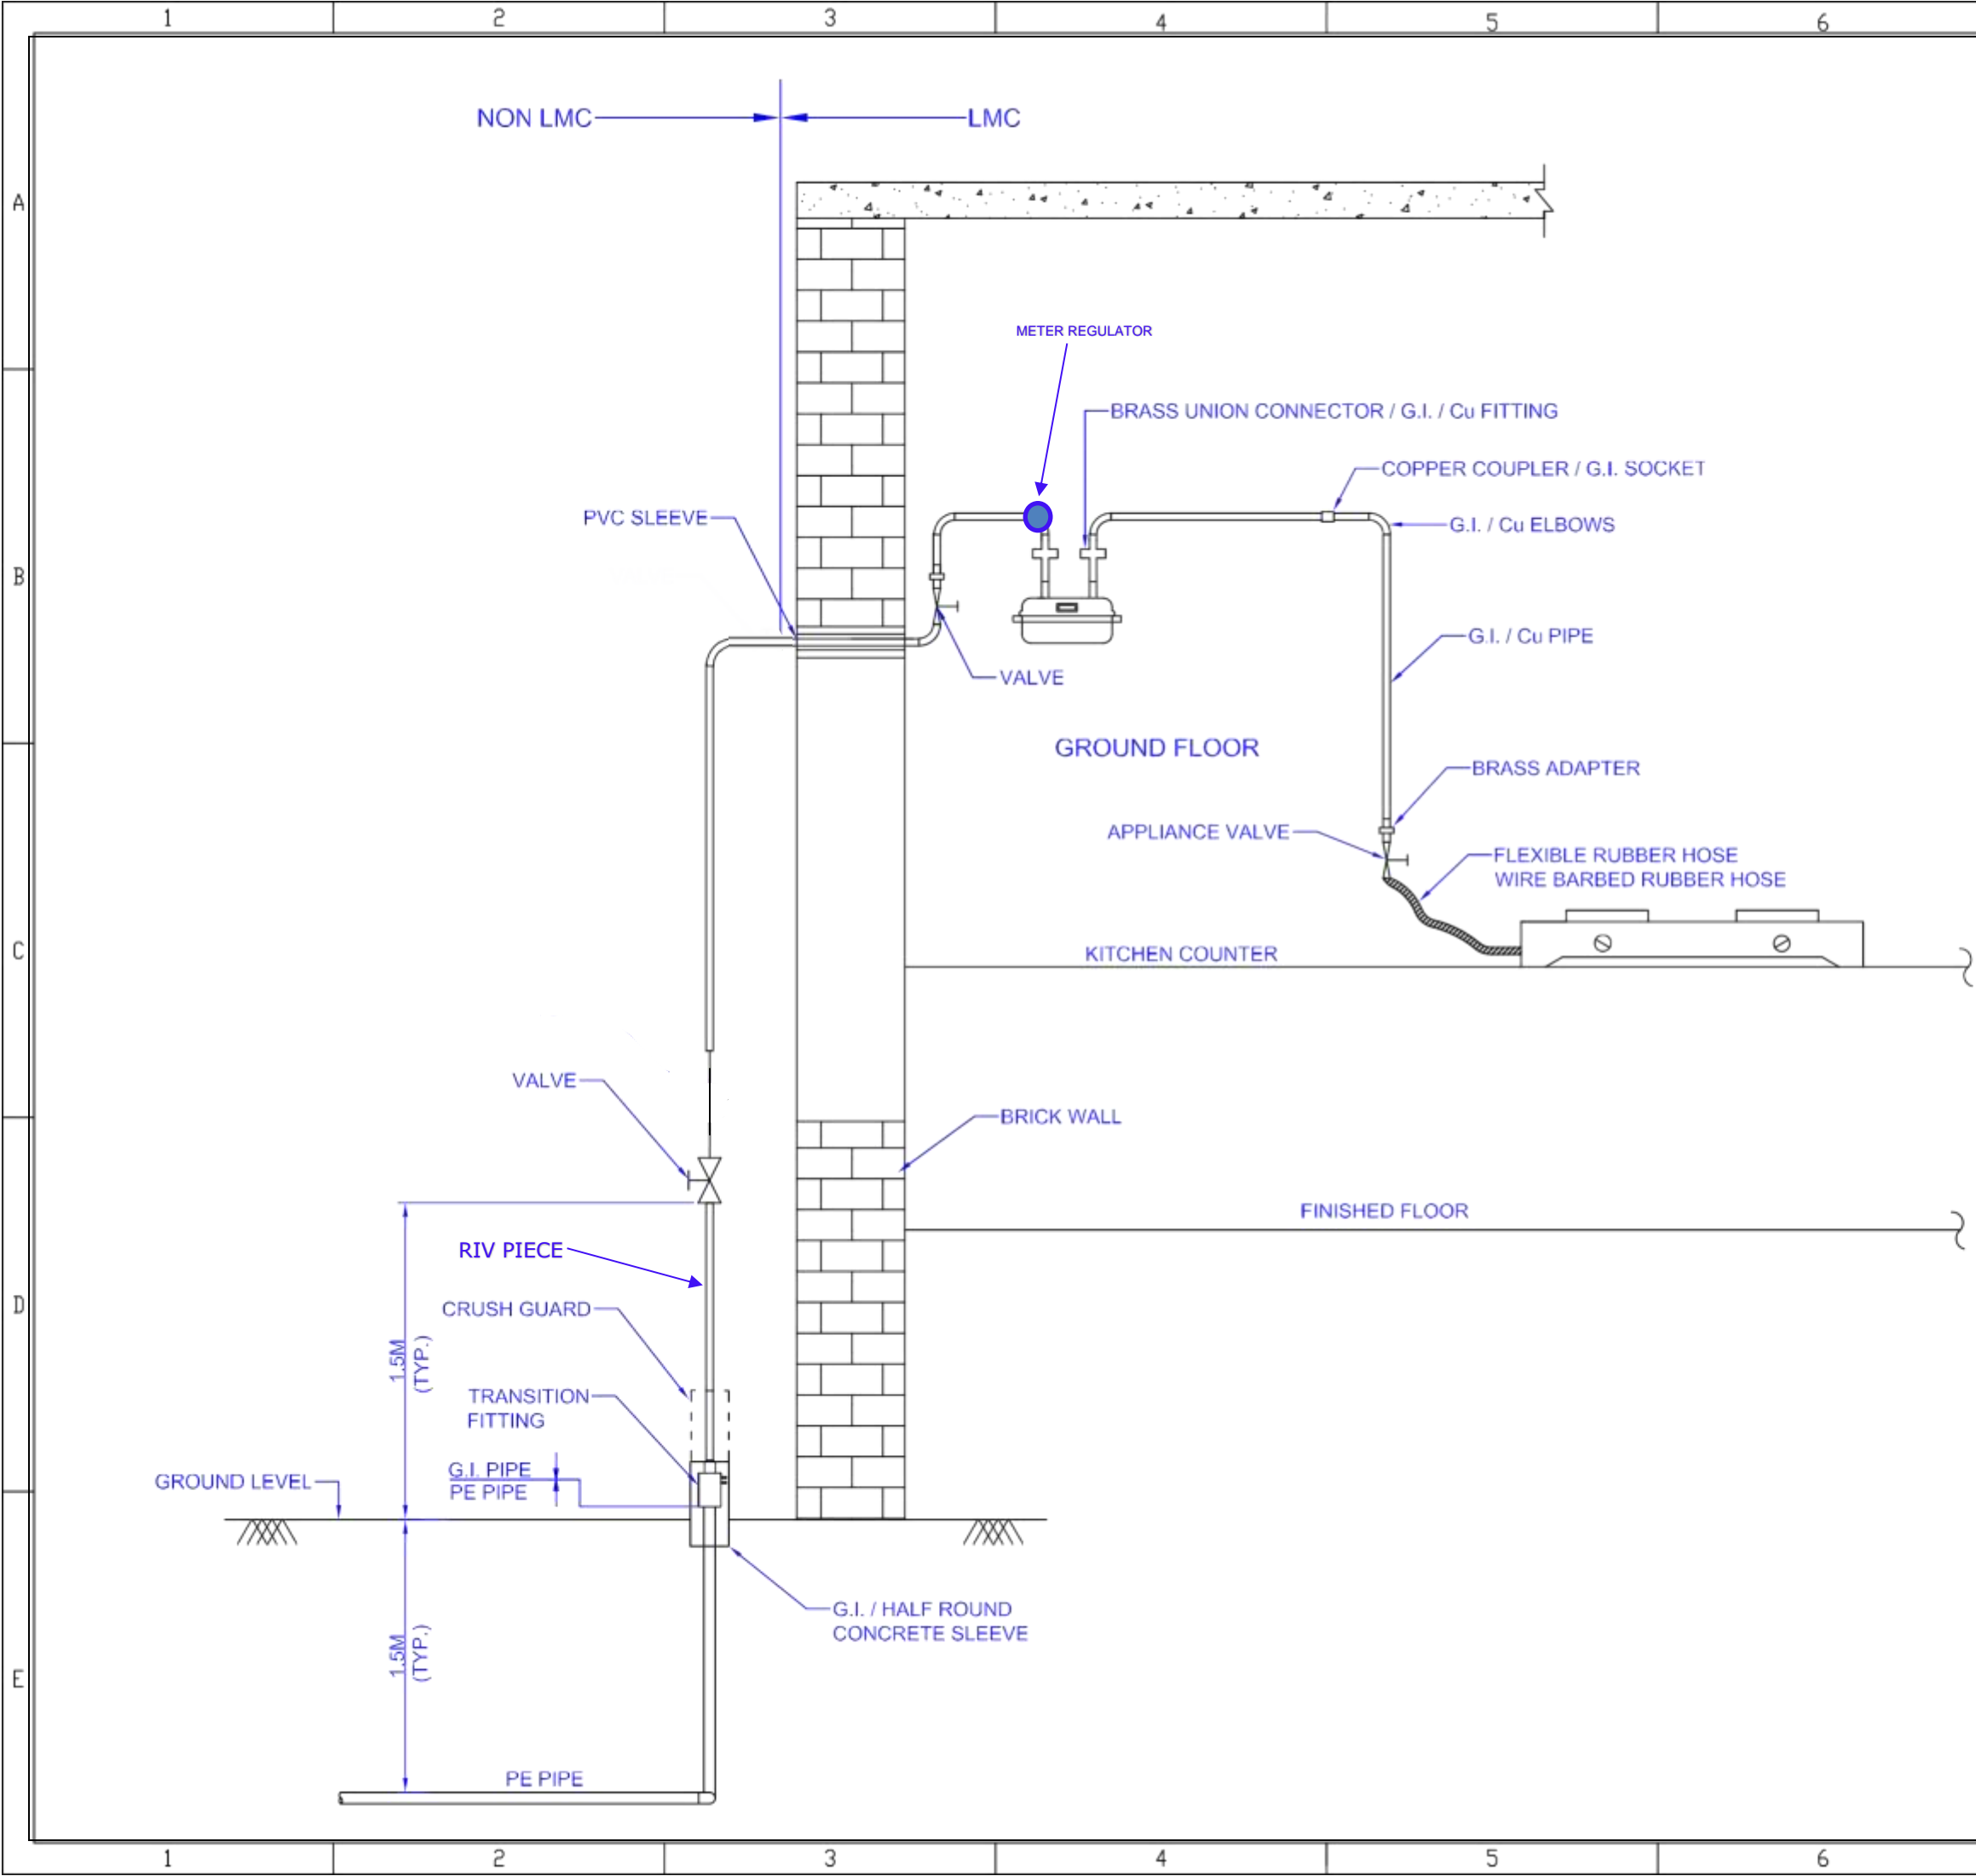 1 2 3 4 5 6
NON LMC
LMC
A
METER REGULATOR
BRASS UNION CONNECTOR / G.I. / Cu FITTING
COPPER COUPLER / G.I. SOCKET
PVC SLEEVE
G.I. / Cu ELBOWS
B
G.I. / Cu PIPE
VALVE
GROUND FLOOR
BRASS ADAPTER
APPLIANCE VALVE
FLEXIBLE RUBBER HOSE
WIRE BARBED RUBBER HOSE
C
KITCHEN COUNTER
VALVE
BRICK WALL
FINISHED FLOOR
RIV PIECE
D
CRUSH GUARD
1.5M
(TYP.)
TRANSITION
FITTING
G.I. PIPE
PE PIPE
GROUND LEVEL
G.I. / HALF ROUND
CONCRETE SLEEVE
1.5M
(TYP.)
E
PE PIPE
1 2 3 4 5 6